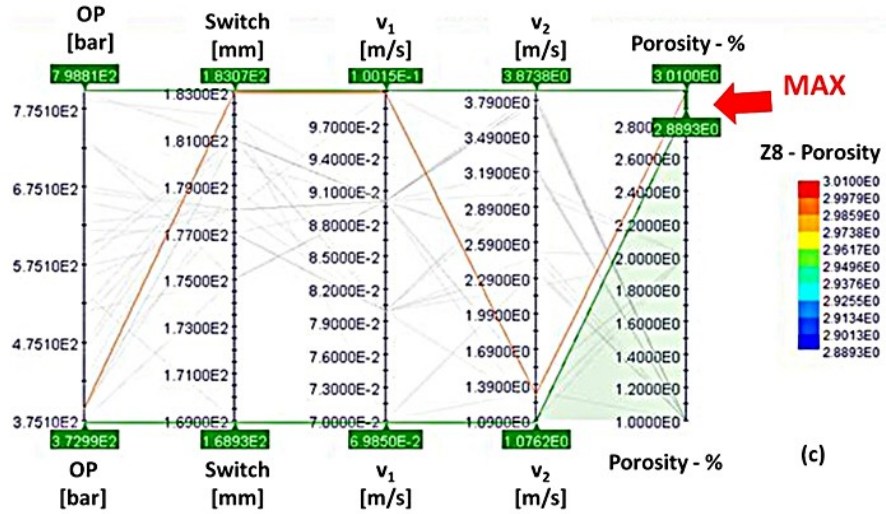 OP
[bar]
Switch
[mm]
v1
[m/s]
v2
[m/s]
Porosity - %
7.9881E2
1.8307E2
1.0015E-1
3.8738E0
3.0100E0
MAX
7.7510E2
6.7510E2
5.7510E2
4.7510E2
3.7510E2
1.8300E2
1.8100E2
1.7900E2
1.7700E2
1.7500E2
1.7300E2
1.7100E2
1.6900E2
9.7000E-2
9.4000E-2
9.1000E-2
8.8000E-2
8.5000E-2
8.2000E-2
7.9000E-2
7.6000E-2
7.3000E-2
7.0000E-2
3.7900E0
3.4900E0
3.1900E0
2.8900E0
2.5900E0
2.2900E0
1.9900E0
1.6900E0
1.3900E0
1.0900E0
2.8893E0
2.6000E0
2.4000E0
2.2000E0
2.0000E0
1.8000E0
1.6000E0
1.4000E0
1.2000E0
1.0000E0
Z8 - Porosity
3.0100E0
2.9979E0
2.9859E0
2.9738E0
2.9617E0
2.9496E0
2.9376E0
2.9255E0
2.9134E0
2.9013E0
2.8893E0
3.7299E2
1.6893E2
6.9850E-2
1.0762E0
OP
[bar]
Switch
[mm]
v1
[m/s]
v2
[m/s]
Porosity - %
(c)